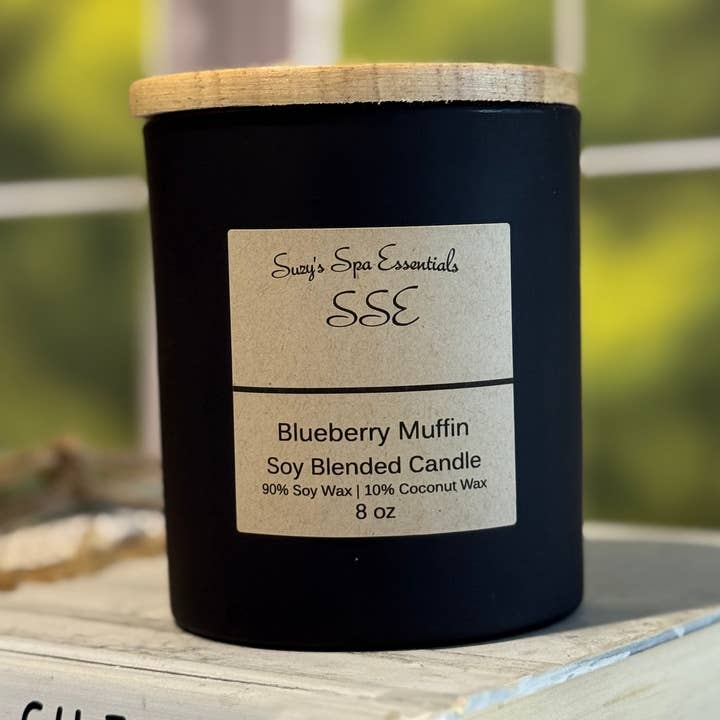 Suzy's Spa Essentials
SSE
Blueberry Muffin
Soy Blended Candle
90% Soy Wax | 10% Coconut Wax
8 oz